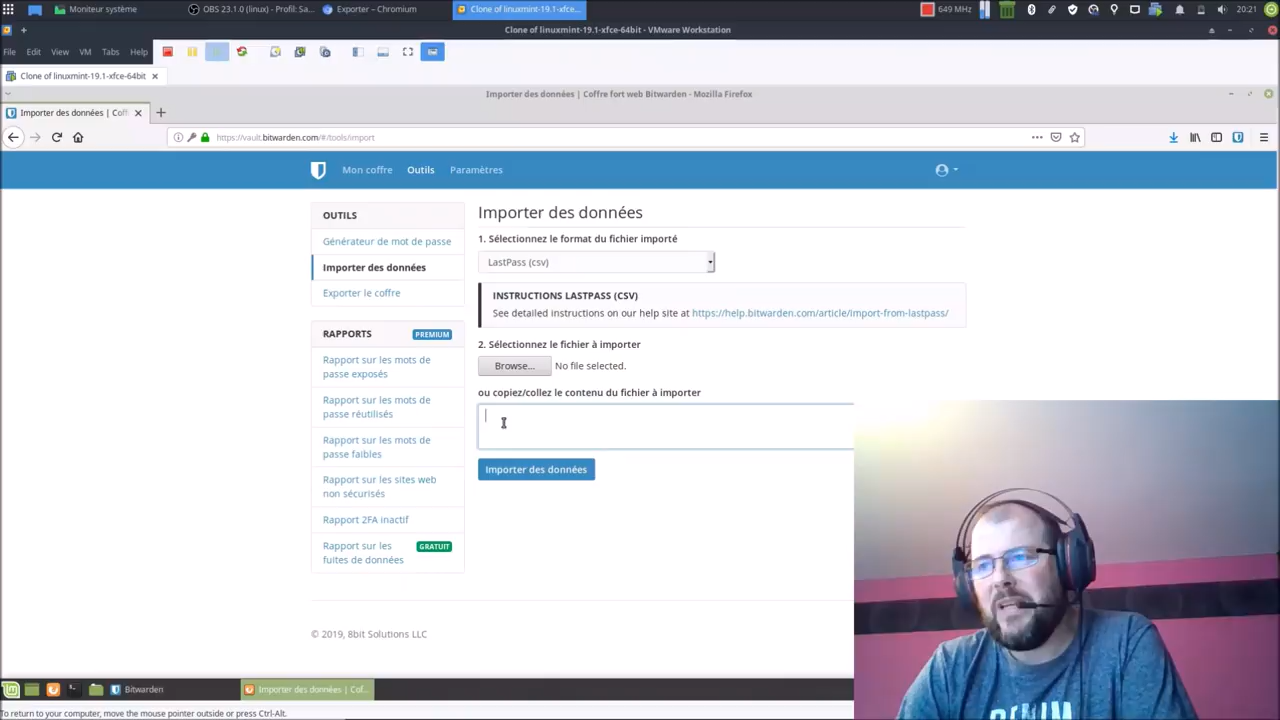 Moniteur système
OBS 23.1.0 (linux) - Profil: Sa...
Exporter – Chromium
Clone of linuxmint-19.1-xfce...
649 MHz
20:21
Clone of linuxmint-19.1-xfce-64bit - VMware Workstation
File Edit View VM Tabs Help
Clone of linuxmint-19.1-xfce-64bit
Importer des données | Coffre fort web Bitwarden - Mozilla Firefox
Importer des données | Coff
https://vault.bitwarden.com/#/tools/import
Mon coffre Outils Paramètres
OUTILS
Générateur de mot de passe
Importer des données
Exporter le coffre
RAPPORTS PREMIUM
Rapport sur les mots de
passe exposés
Rapport sur les mots de
passe réutilisés
Rapport sur les mots de
passe faibles
Rapport sur les sites web
non sécurisés
Rapport 2FA inactif
Rapport sur les GRATUIT
fuites de données
Importer des données
1. Sélectionnez le format du fichier importé
LastPass (csv)
INSTRUCTIONS LASTPASS (CSV)
See detailed instructions on our help site at https://help.bitwarden.com/article/import-from-lastpass/
2. Sélectionnez le fichier à importer
Browse... No file selected.
ou copiez/collez le contenu du fichier à importer
Importer des données
© 2019, 8bit Solutions LLC
Bitwarden
Importer des données | Cof...
To return to your computer, move the mouse pointer outside or press Ctrl-Alt.